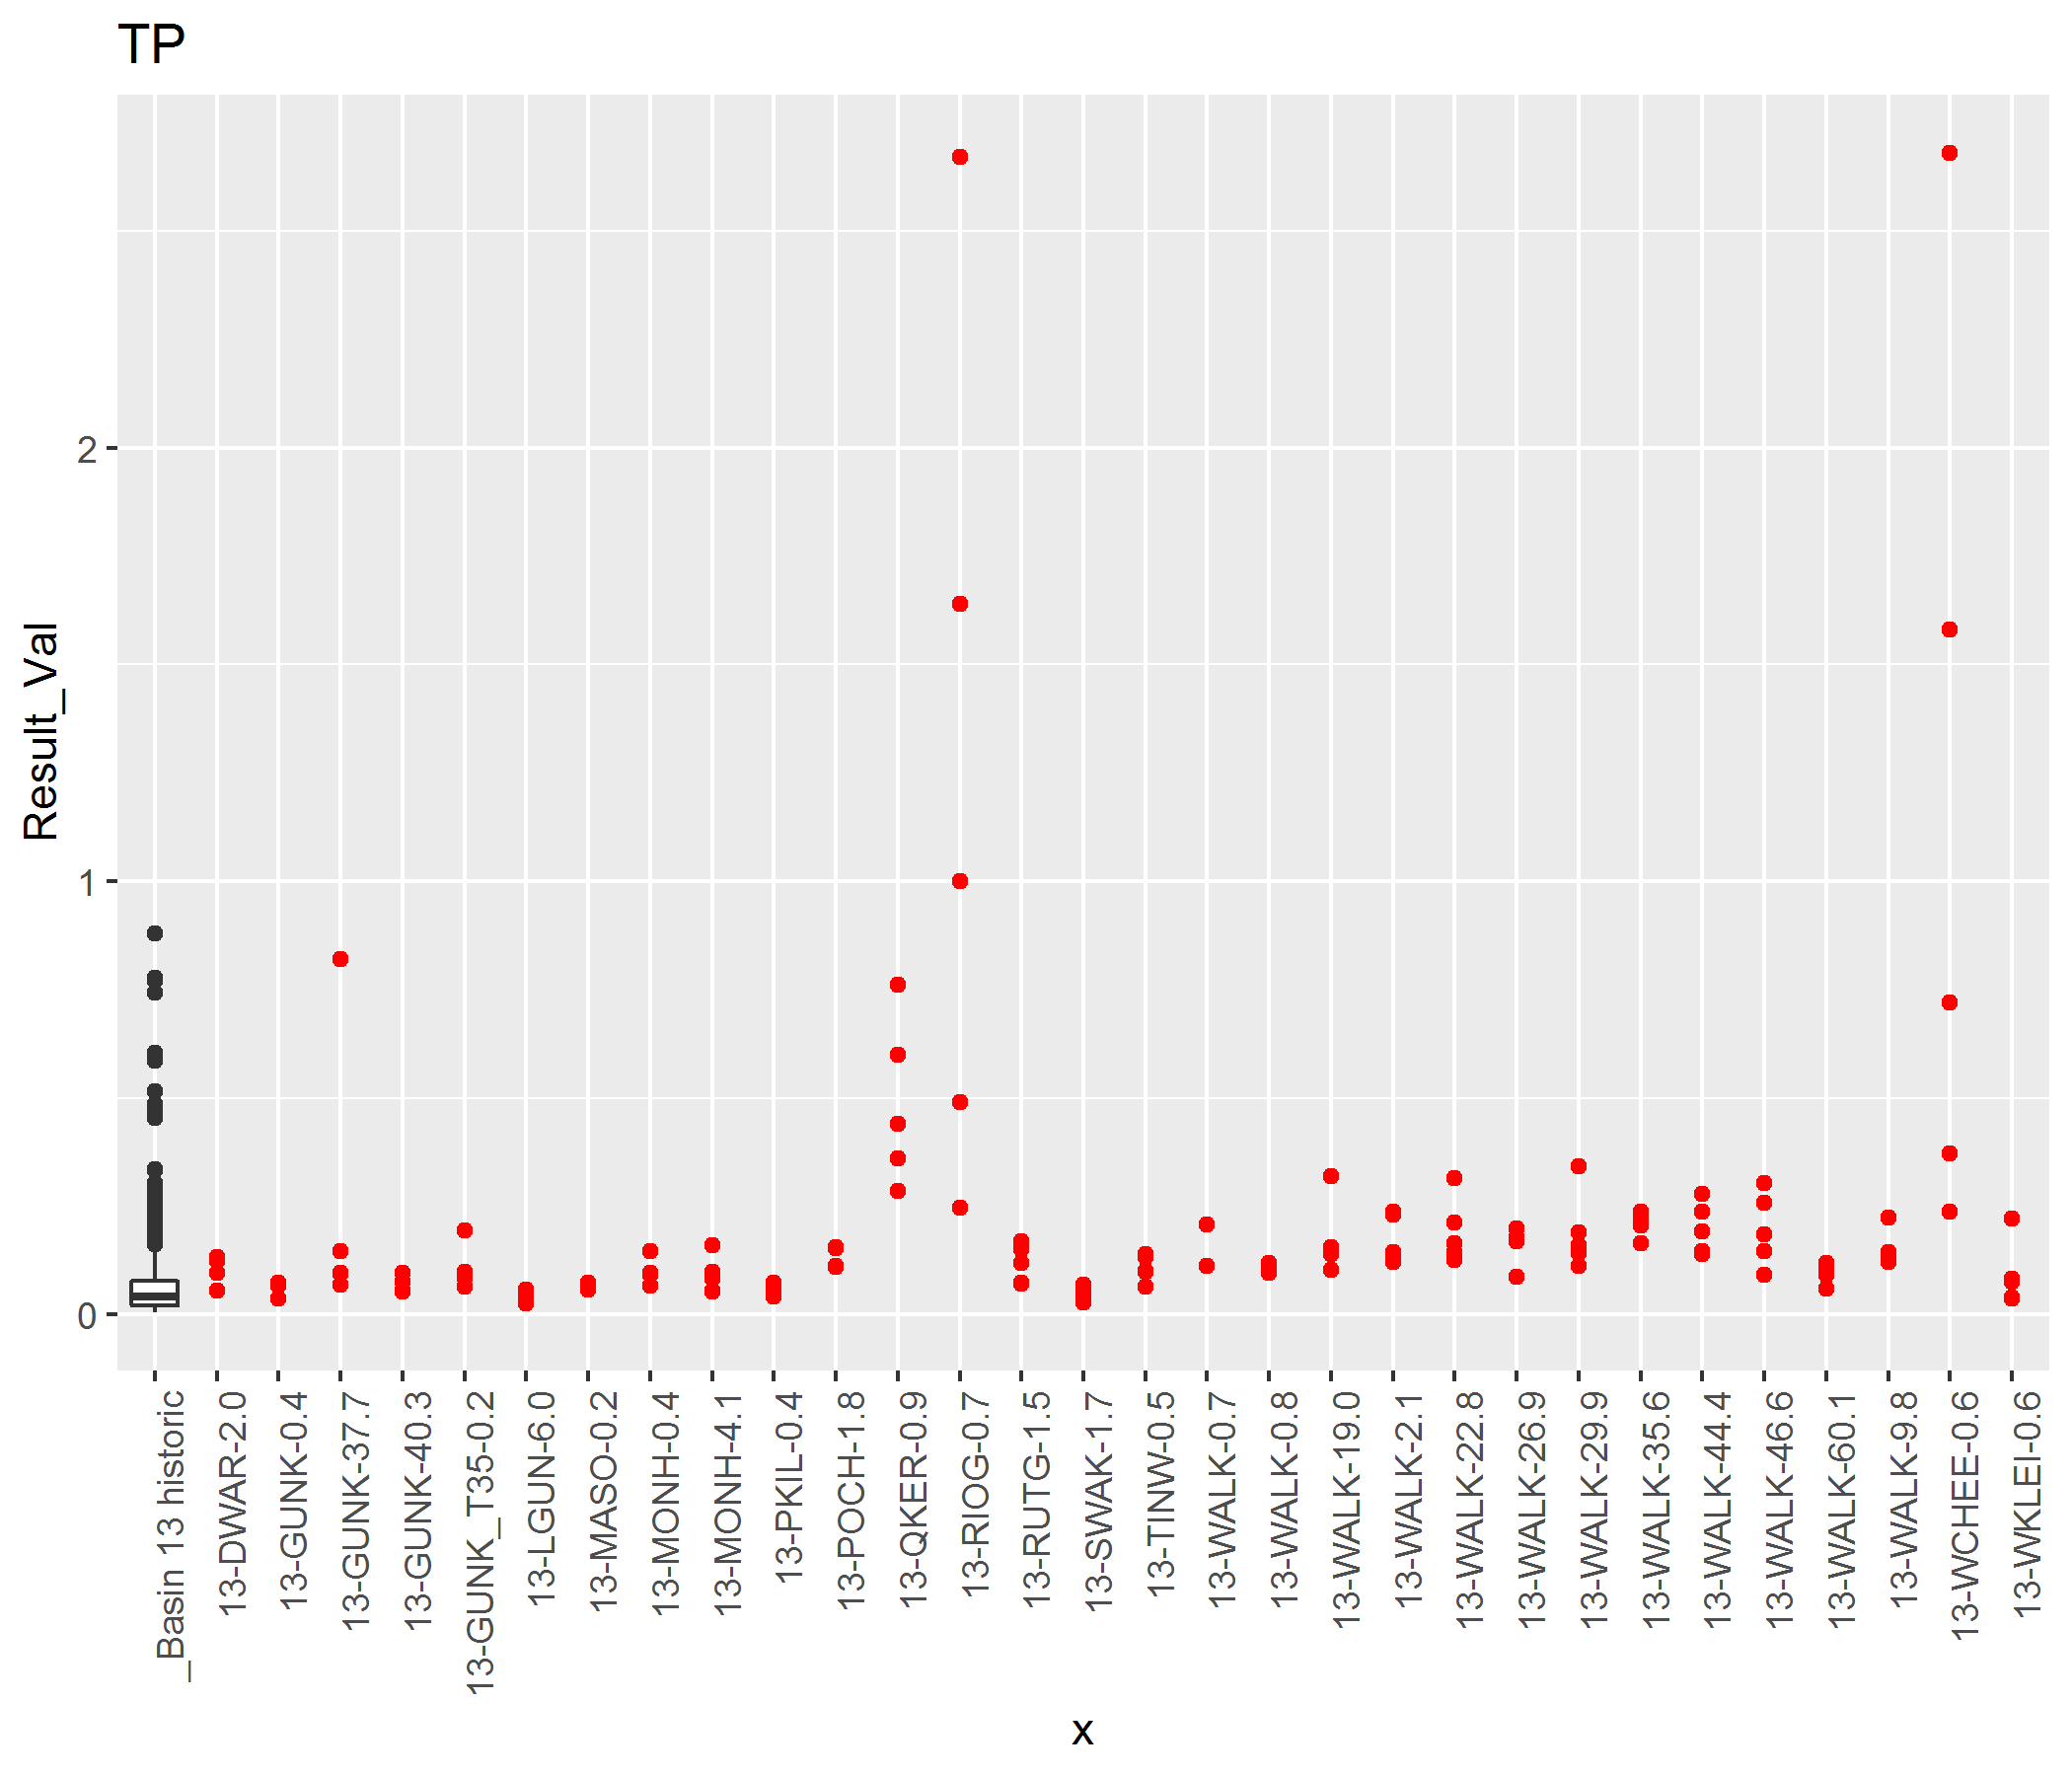 TP
Result_Val
2
1
0
_Basin 13 historic
13-DWAR-2.0
13-GUNK-0.4
13-GUNK-37.7
13-GUNK-40.3
13-GUNK_T35-0.2
13-LGUN-6.0
13-MASO-0.2
13-MONH-0.4
13-MONH-4.1
13-PKIL-0.4
13-POCH-1.8
13-QKER-0.9
13-RIOG-0.7
13-RUTG-1.5
13-SWAK-1.7
13-TINW-0.5
13-WALK-0.7
13-WALK-0.8
13-WALK-19.0
13-WALK-2.1
13-WALK-22.8
13-WALK-26.9
13-WALK-29.9
13-WALK-35.6
13-WALK-44.4
13-WALK-46.6
13-WALK-60.1
13-WALK-9.8
13-WCHEE-0.6
13-WKLEI-0.6
x